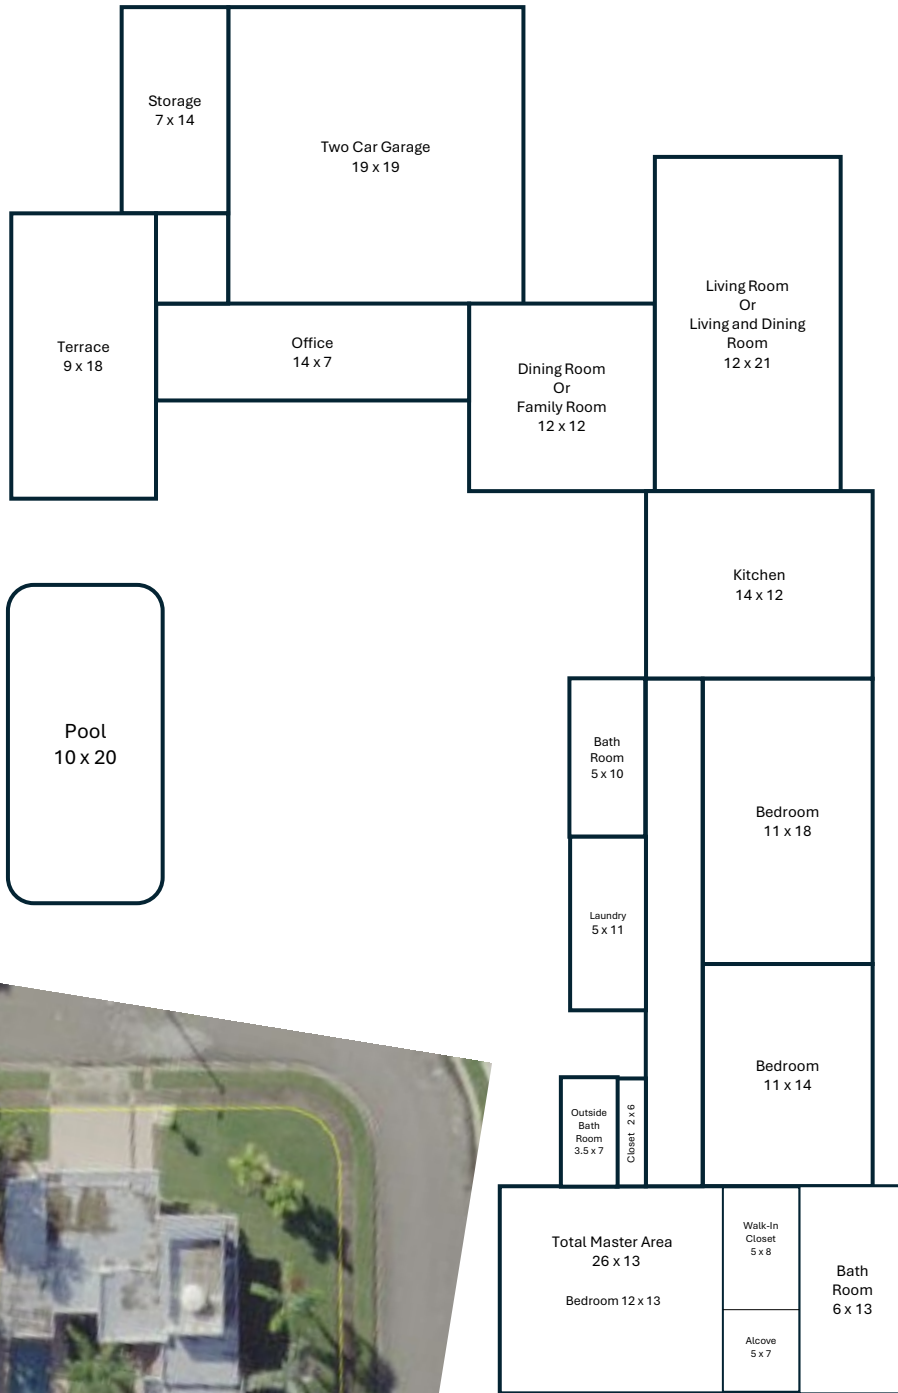 Storage
7 x 14
Two Car Garage
19 x 19
Living Room
Or
Living and Dining
Room
12 x 21
Terrace
9 x 18
Office
14 x 7
Dining Room
Or
Family Room
12 x 12
Kitchen
14 x 12
Pool
10 x 20
Bath
Room
5 x 10
Bedroom
11 x 18
Laundry
5 x 11
Bedroom
11 x 14
Outside
Bath
Room
3.5 x 7
Closet 2 x 6
Total Master Area
26 x 13
Bedroom 12 x 13
Walk-In
Closet
5 x 8
Bath
Room
6 x 13
Alcove
5 x 7